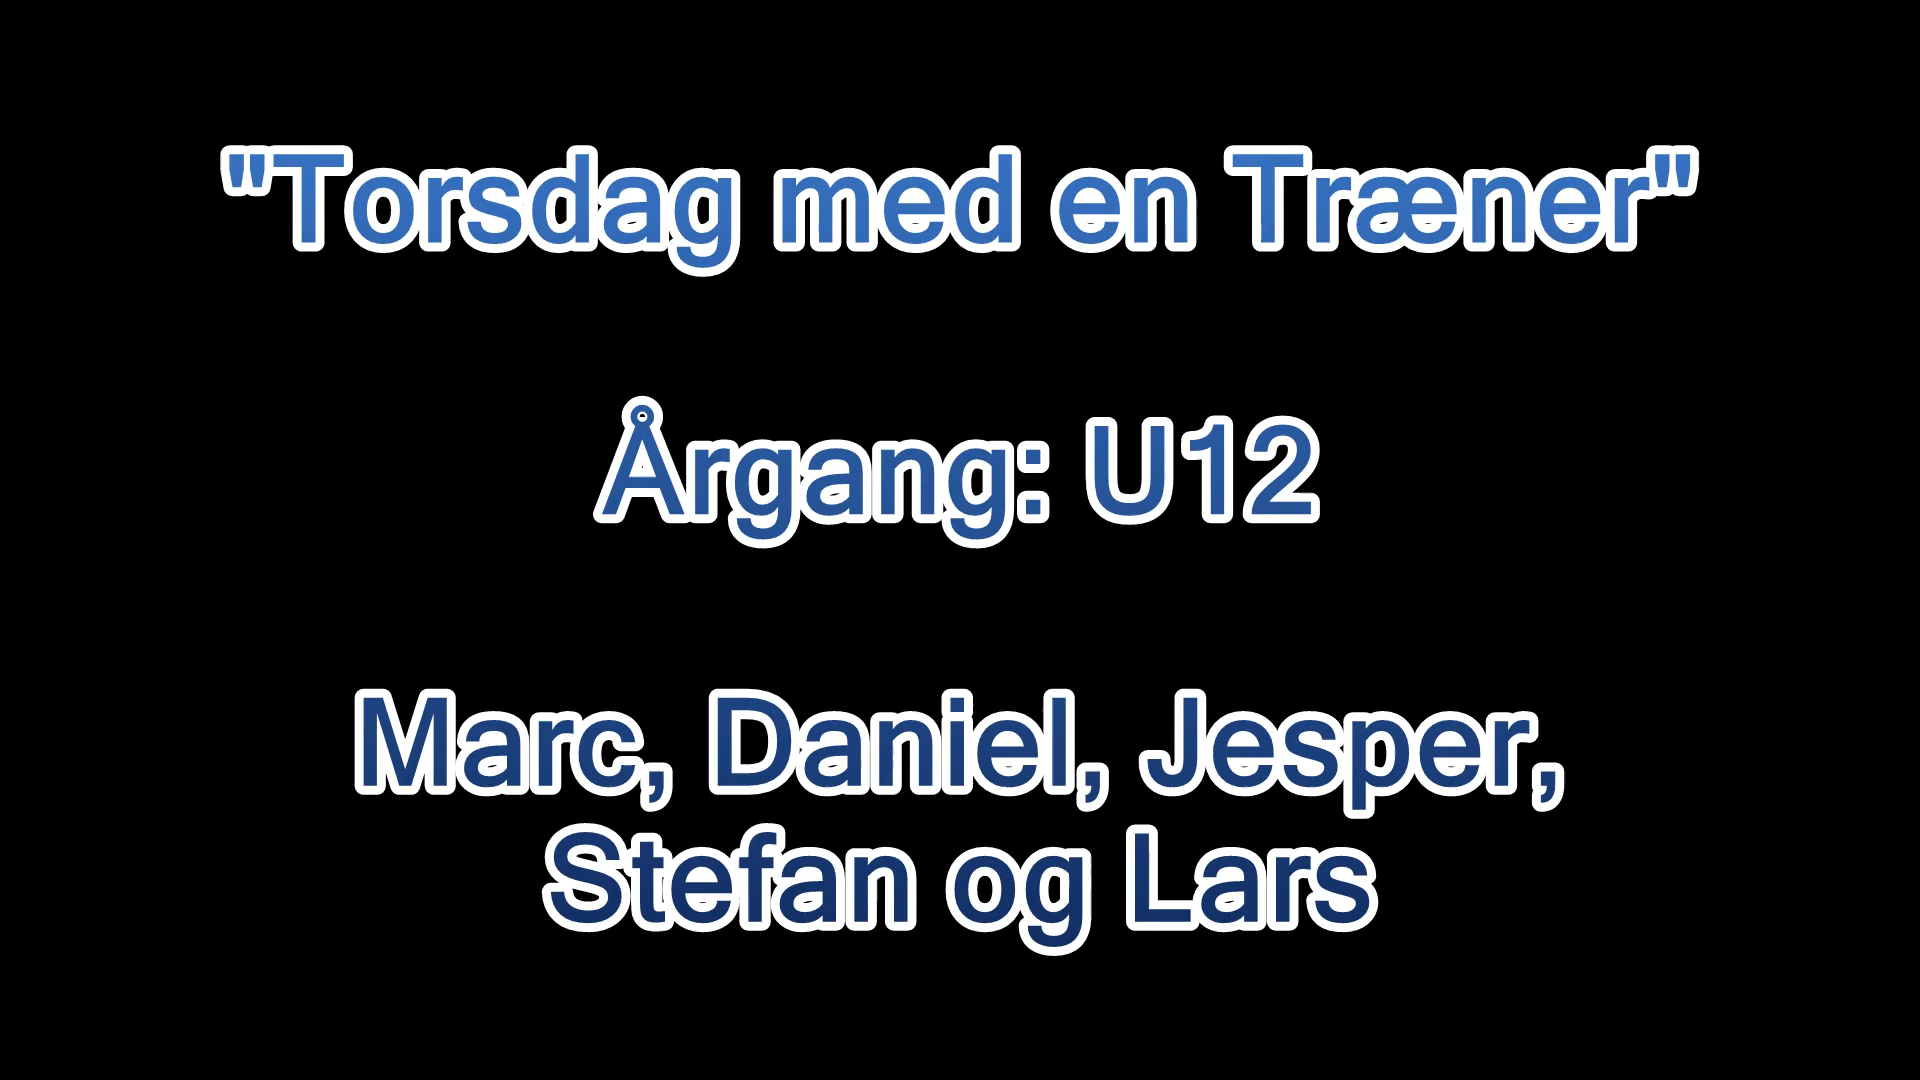 "Torsdag med en Træner"
Årgang: U12
Marc, Daniel, Jesper,
Stefan og Lars